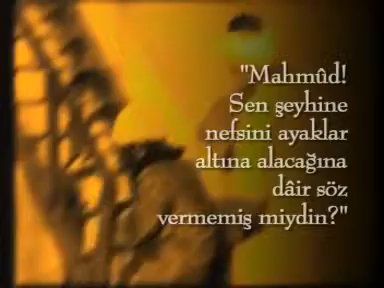 "Mahmûd!
Sen şeyhine
nefsini ayaklar
altına alacağına
dâir söz
vermemiş miydin?"